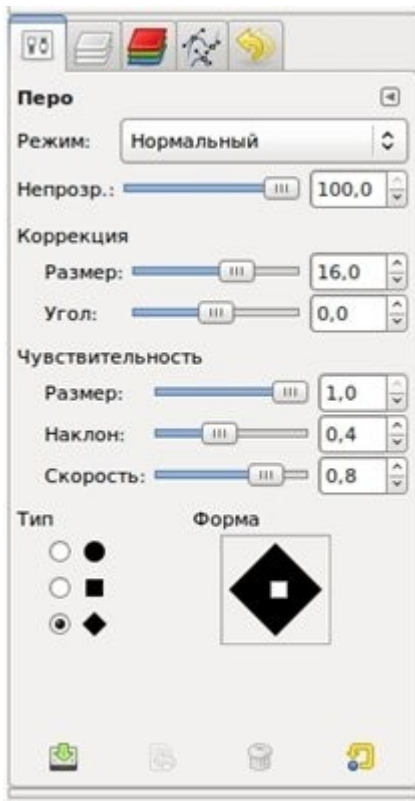 Перо
Режим: Нормальный
Непрозр.: 100,0
Коррекция
Размер: 16,0
Угол: 0,0
Чувствительность
Размер: 1,0
Наклон: 0,4
Скорость: 0,8
Тип Форма